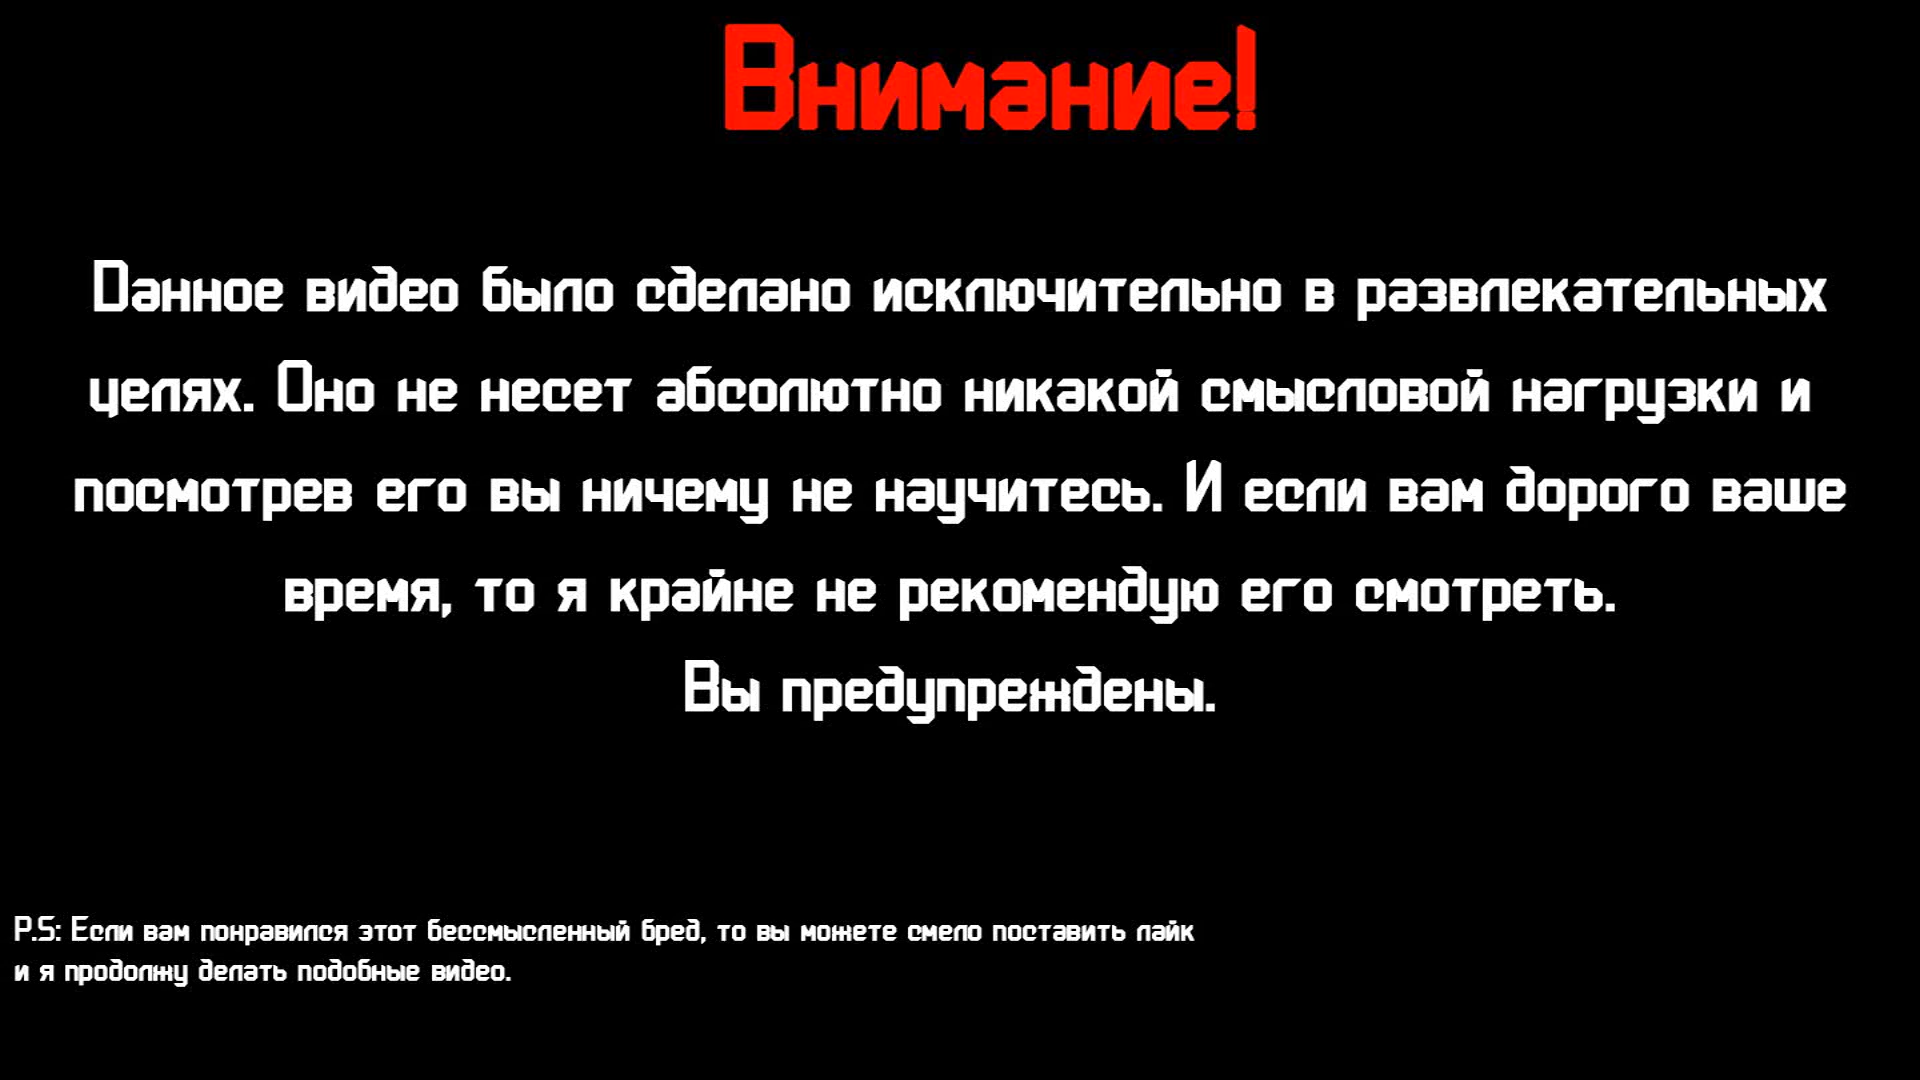 Внимание!
Данное видео было сделано исключительно в развлекательных
целях. Оно не несет абсолютно никакой смысловой нагрузки и
посмотрев его вы ничему не научитесь. И если вам дорого ваше
время, то я крайне не рекомендую его смотреть.
Вы предупреждены.
P.S: Если вам понравился этот бессмысленный бред, то вы можете смело поставить лайк
и я продолжу делать подобные видео.